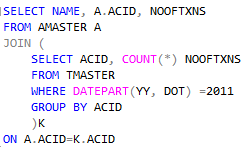 SELECT NAME, A.ACID, NOOFTXNS
FROM AMASTER A
JOIN (
SELECT ACID, COUNT(*) NOOFTXNS
FROM TMASTER
WHERE DATEPART(YY, DOT) =2011
GROUP BY ACID
)K
ON A.ACID=K.ACID